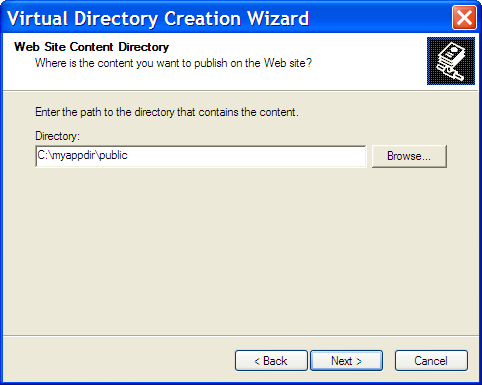 Virtual Directory Creation Wizard
Web Site Content Directory
Where is the content you want to publish on the Web site?
Enter the path to the directory that contains the content.
Directory:
C:\myappdir\public
Browse...
< Back
Next >
Cancel